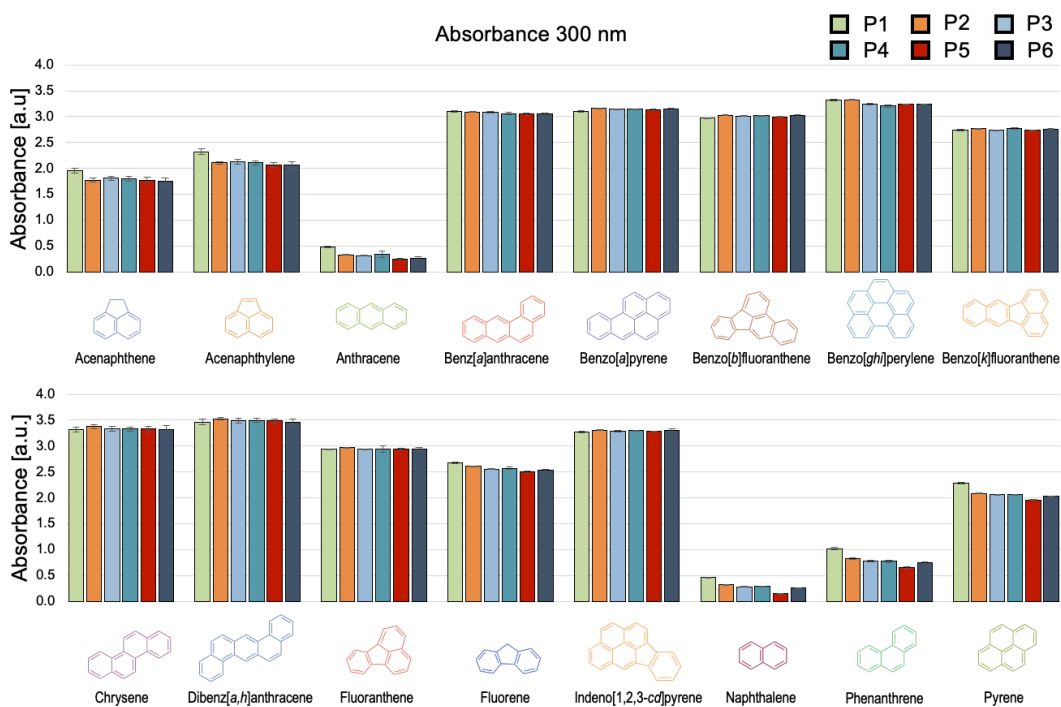 Absorbance 300 nm
P1 P2 P3
P4 P5 P6
Absorbance [a.u]
4.0
3.5
3.0
2.5
2.0
1.5
1.0
0.5
0.0
Acenaphthene Acenaphthylene Anthracene Benz[a]anthracene Benzo[a]pyrene Benzo[b]fluoranthene Benzo[ghi]perylene Benzo[k]fluoranthene
Absorbance [a.u.]
4.0
3.5
3.0
2.5
2.0
1.5
1.0
0.5
0.0
Chrysene Dibenz[a,h]anthracene Fluoranthene Fluorene Indeno[1,2,3-cd]pyrene Naphthalene Phenanthrene Pyrene